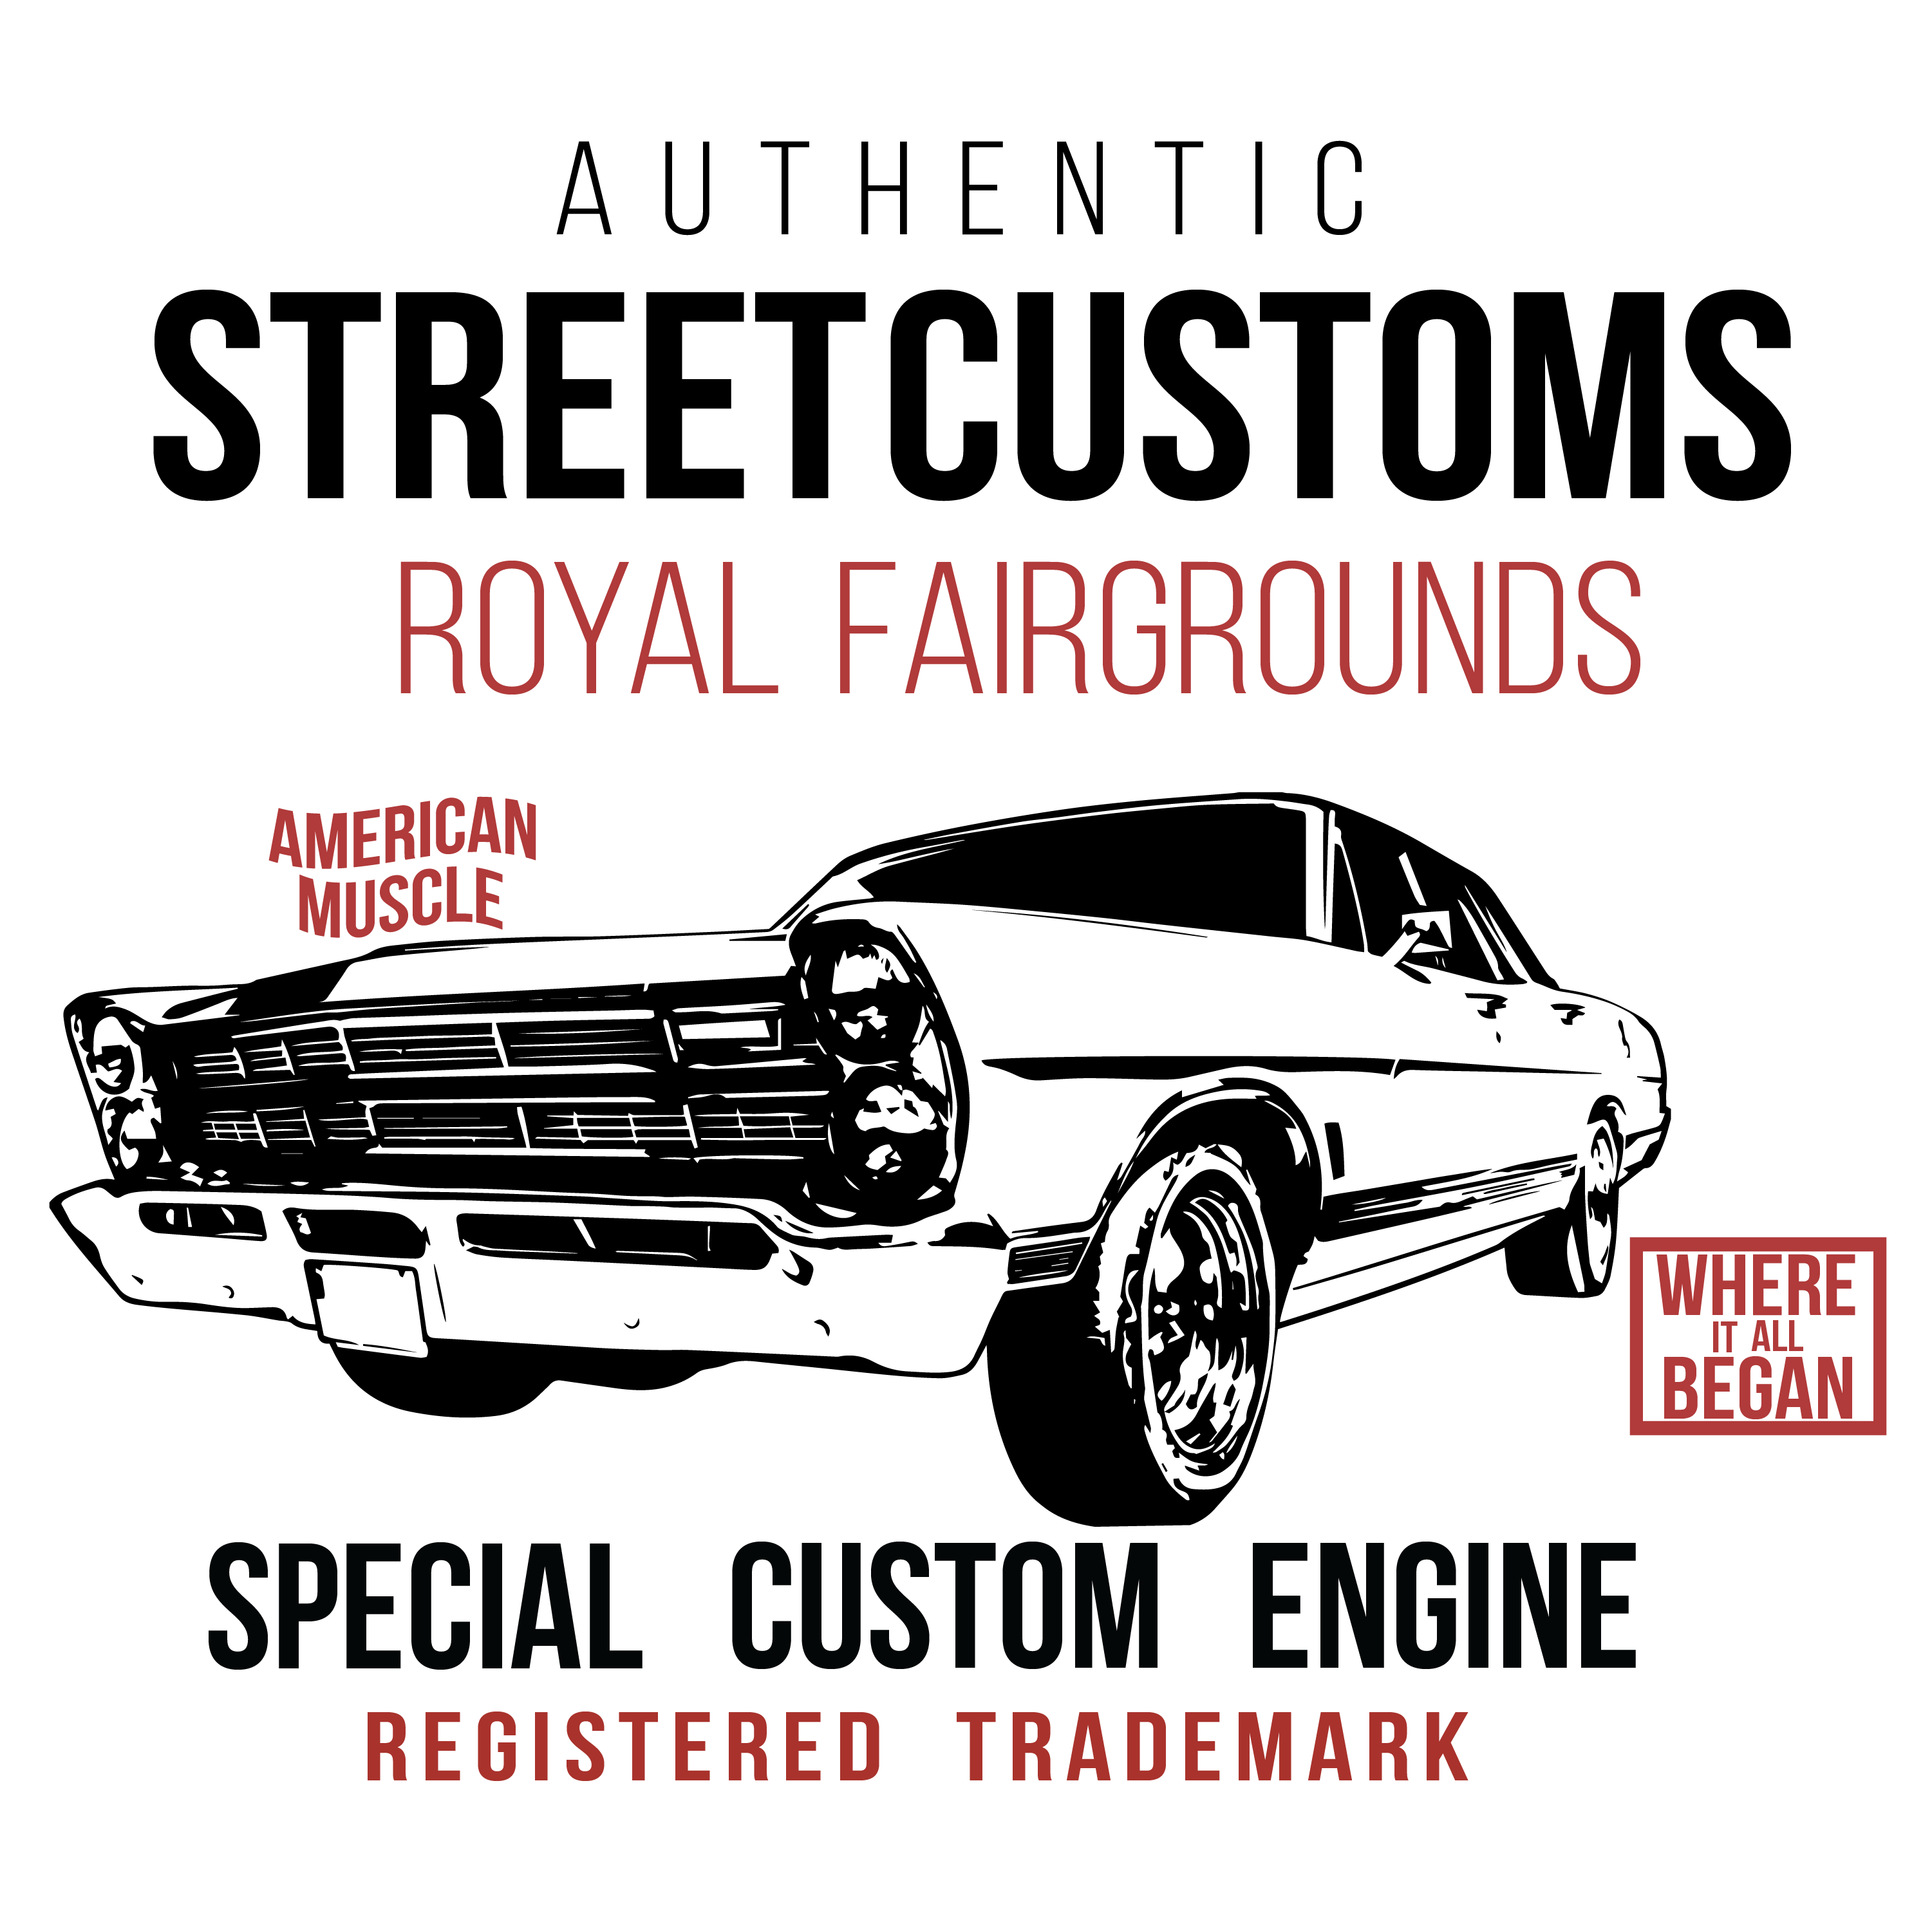 AUTHENTIC
STREETCUSTOMS
ROYAL FAIRGROUNDS
AMERICAN
MUSCLE
WHERE
IT ALL
BEGAN
SPECIAL CUSTOM ENGINE
REGISTERED TRADEMARK